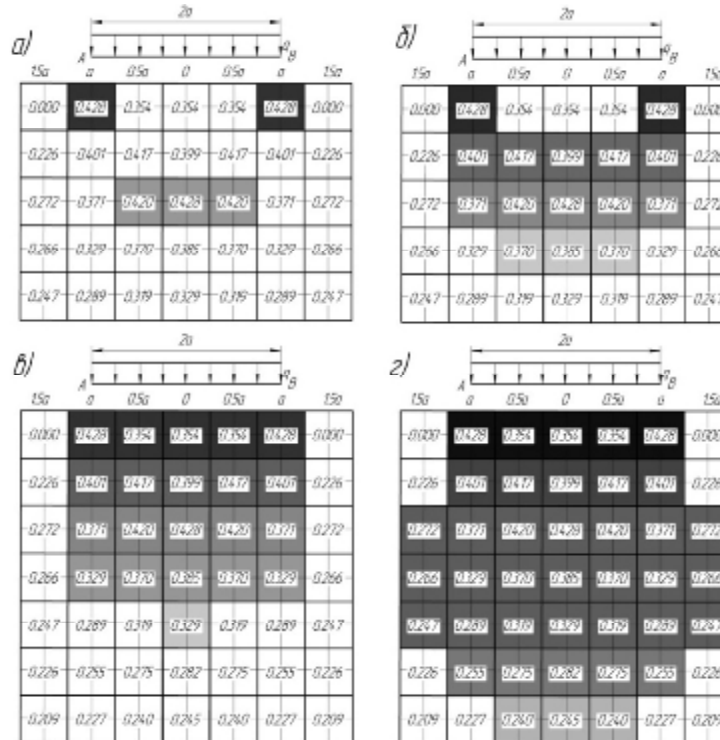 а)
2a
A q B
1.5a a 0.5a 0 0.5a a 1.5a
0.000 0.428 0.354 0.354 0.354 0.428 0.000
0.226 0.401 0.417 0.399 0.417 0.401 0.226
0.272 0.371 0.420 0.428 0.420 0.371 0.272
0.266 0.329 0.370 0.385 0.370 0.329 0.266
0.247 0.289 0.319 0.329 0.319 0.289 0.247
б)
2a
A q B
1.5a a 0.5a 0 0.5a a 1.5a
0.000 0.428 0.354 0.354 0.354 0.428 0.000
0.226 0.401 0.417 0.399 0.417 0.401 0.226
0.272 0.371 0.420 0.428 0.420 0.371 0.272
0.266 0.329 0.370 0.385 0.370 0.329 0.266
0.247 0.289 0.319 0.329 0.319 0.289 0.247
в)
2a
A q B
1.5a a 0.5a 0 0.5a a 1.5a
0.000 0.428 0.354 0.354 0.354 0.428 0.000
0.226 0.401 0.417 0.399 0.417 0.401 0.226
0.272 0.371 0.420 0.428 0.420 0.371 0.272
0.266 0.329 0.370 0.385 0.370 0.329 0.266
0.247 0.289 0.319 0.329 0.319 0.289 0.247
0.226 0.255 0.275 0.282 0.275 0.255 0.226
0.209 0.227 0.240 0.245 0.240 0.227 0.209
г)
2a
A q B
1.5a a 0.5a 0 0.5a a 1.5a
0.000 0.428 0.354 0.354 0.354 0.428 0.000
0.226 0.401 0.417 0.399 0.417 0.401 0.226
0.272 0.371 0.420 0.428 0.420 0.371 0.272
0.266 0.329 0.370 0.385 0.370 0.329 0.266
0.247 0.289 0.319 0.329 0.319 0.289 0.247
0.226 0.255 0.275 0.282 0.275 0.255 0.226
0.209 0.227 0.240 0.245 0.240 0.227 0.209